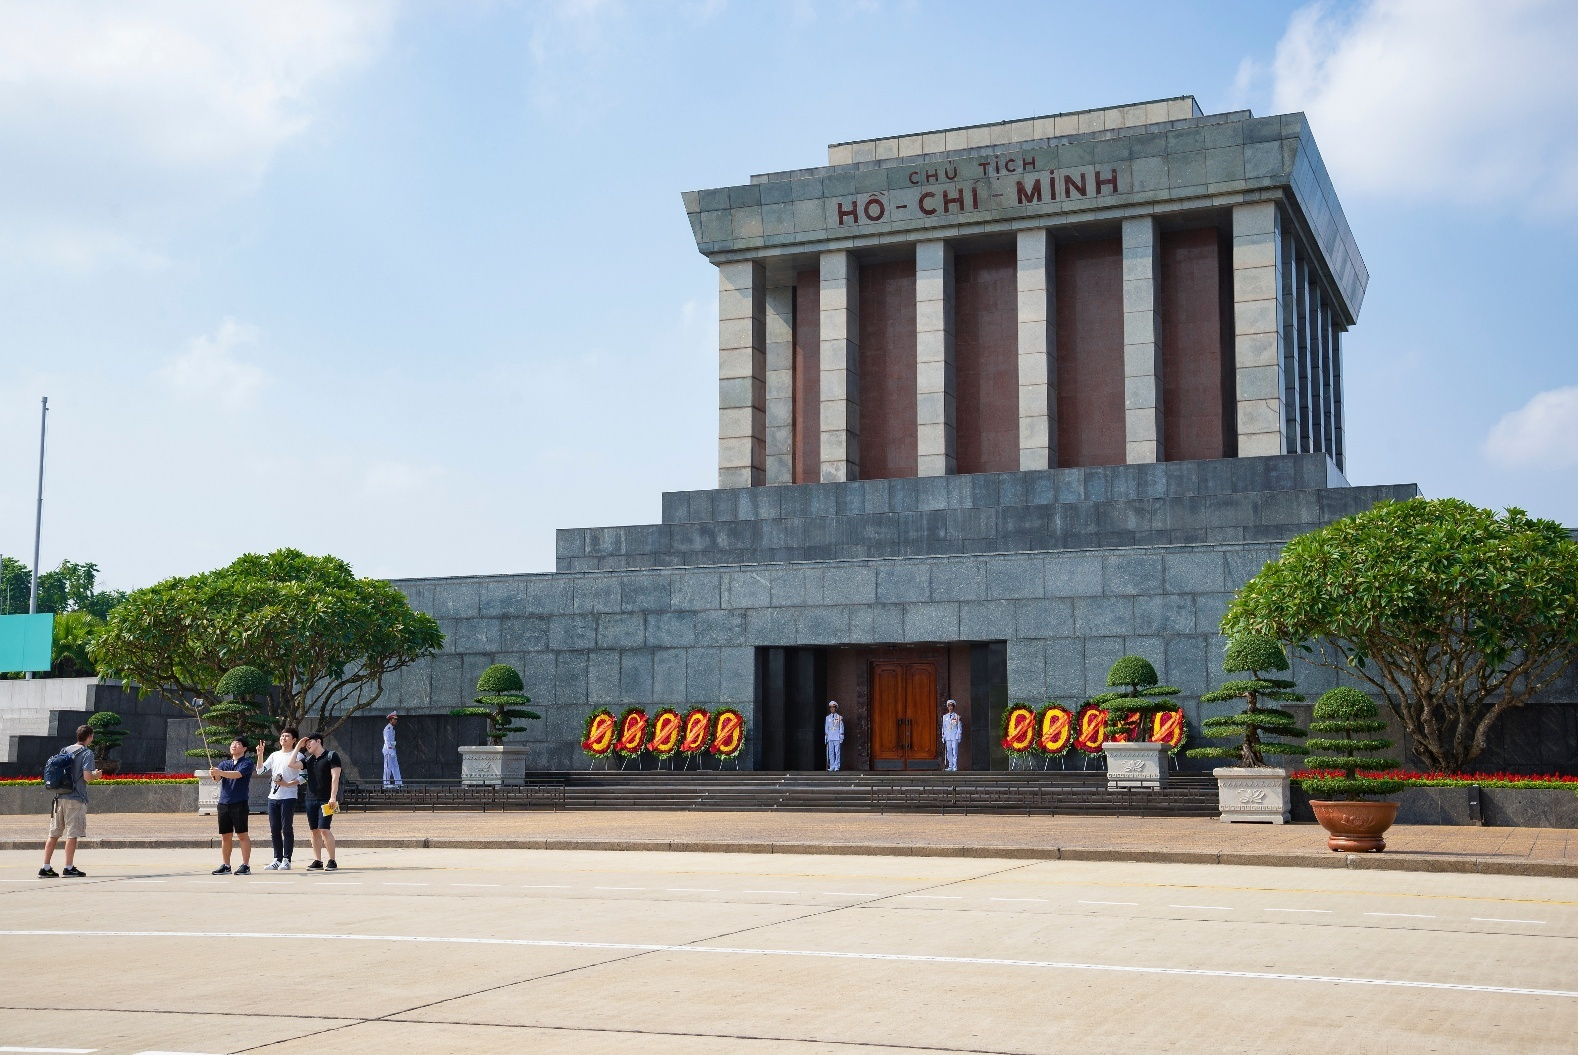 CHỦ TỊCH
HỒ - CHÍ - MINH